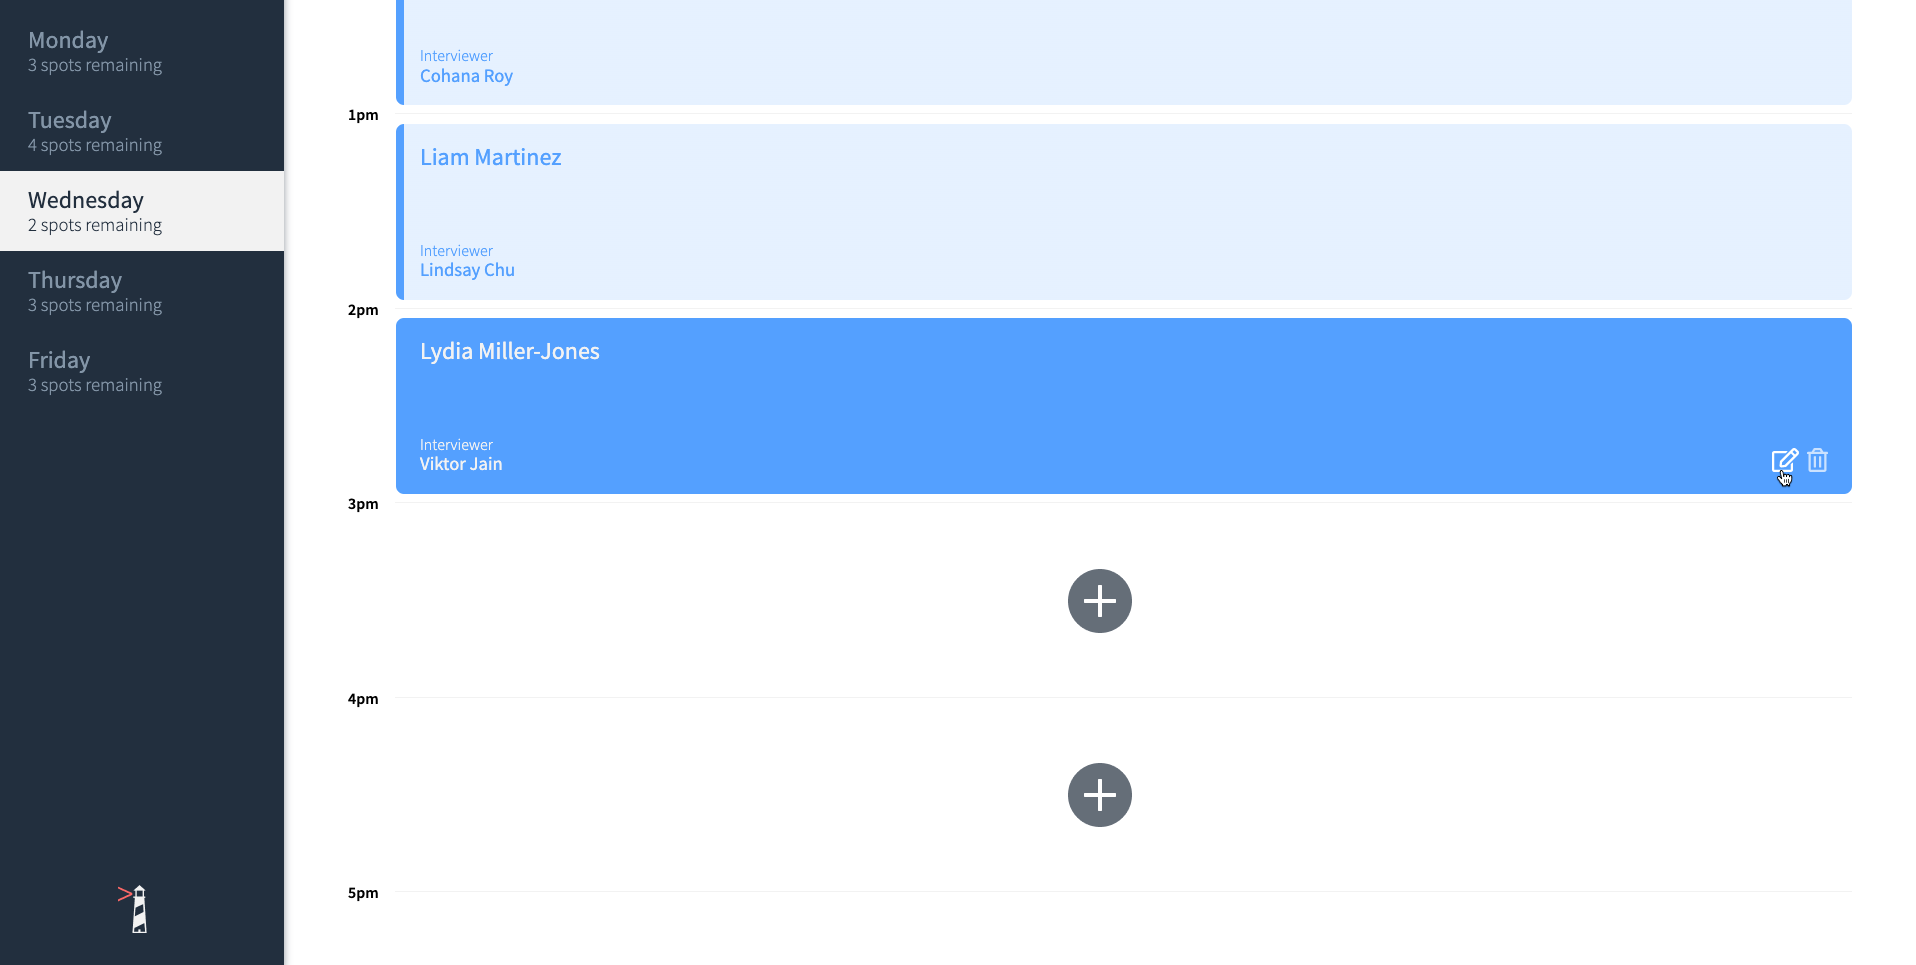 Monday
3 spots remaining
Tuesday
4 spots remaining
Wednesday
2 spots remaining
Thursday
3 spots remaining
Friday
3 spots remaining
Interviewer
Cohana Roy
1pm
Liam Martinez
Interviewer
Lindsay Chu
2pm
Lydia Miller-Jones
Interviewer
Viktor Jain
3pm
4pm
5pm